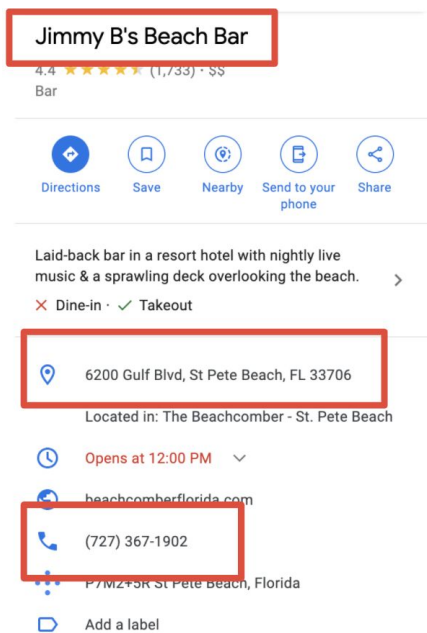 Jimmy B's Beach Bar
4.4 (1,733) · $$
Bar
Directions Save Nearby Send to your phone Share
Laid-back bar in a resort hotel with nightly live
music & a sprawling deck overlooking the beach.
Dine-in · Takeout
6200 Gulf Blvd, St Pete Beach, FL 33706
Located in: The Beachcomber - St. Pete Beach
Opens at 12:00 PM
beachcomberflorida.com
(727) 367-1902
P7M2+5R St Pete Beach, Florida
Add a label